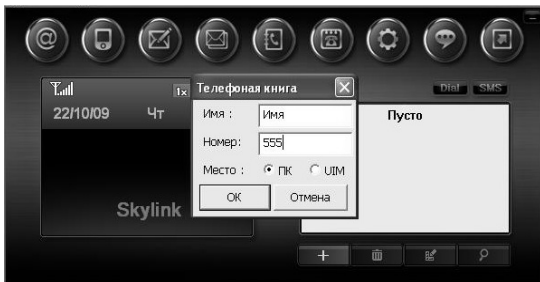 Телефоная книга
1x
Dial SMS
22/10/09 Чт
Имя : Имя
Пусто
Номер: 555
Место : ПК UIM
OK Отмена
Skylink